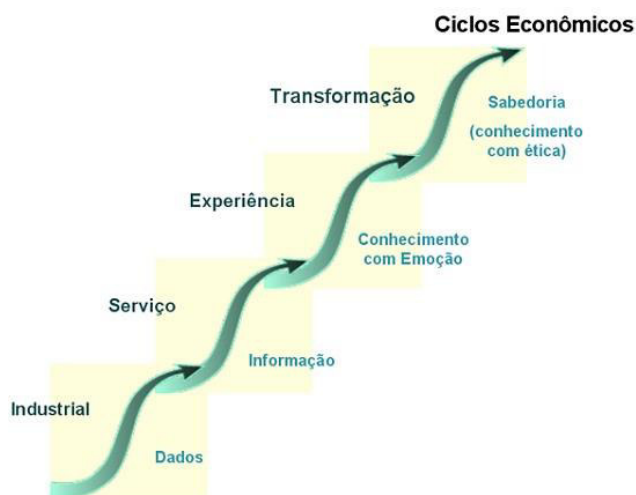 Ciclos Econômicos
Transformação
Sabedoria
(conhecimento
com ética)
Experiência
Conhecimento
com Emoção
Serviço
Informação
Industrial
Dados